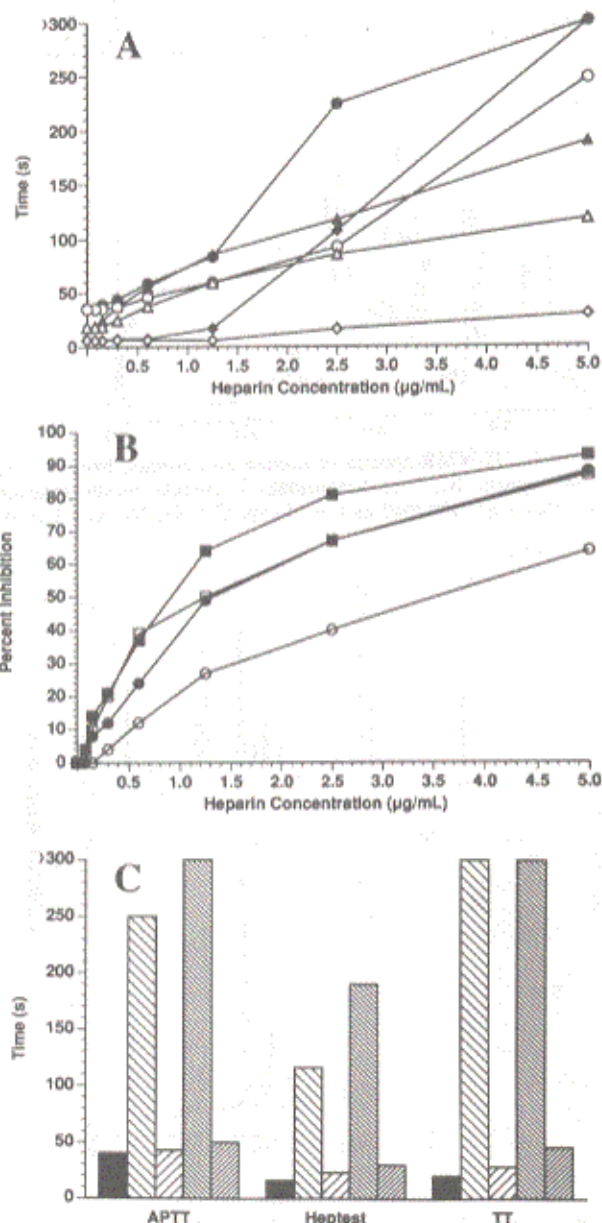 A
Time (s)
›300
250
200
150
100
50
0
0.5 1.0 1.5 2.0 2.5 3.0 3.5 4.0 4.5 5.0
Heparin Concentration (µg/mL)
B
Percent Inhibition
100
90
80
70
60
50
40
30
20
10
0
0.5 1.0 1.5 2.0 2.5 3.0 3.5 4.0 4.5 5.0
Heparin Concentration (µg/mL)
C
Time (s)
›300
250
200
150
100
50
0
APTT Heptest TT